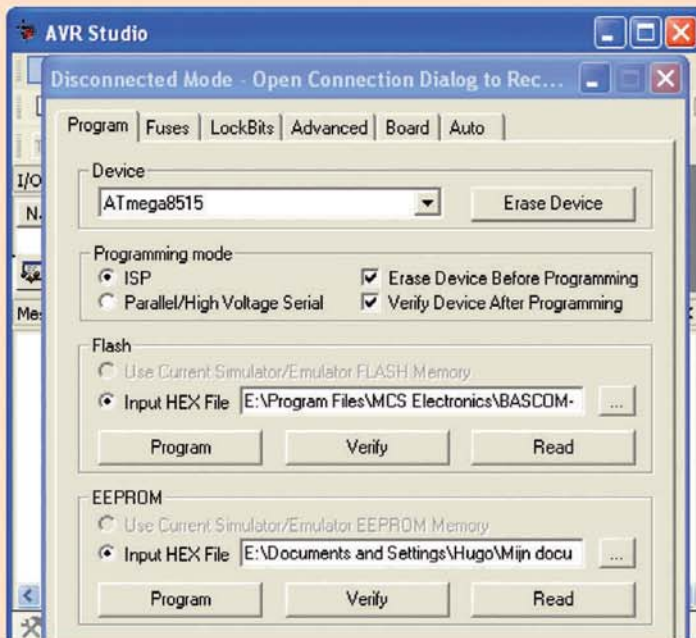 AVR Studio
Disconnected Mode - Open Connection Dialog to Rec...
Program Fuses LockBits Advanced Board Auto
I/O
Device
ATmega8515 Erase Device
N.
Programming mode
ISP Erase Device Before Programming
Parallel/High Voltage Serial Verify Device After Programming
Mes
Flash
Use Current Simulator/Emulator FLASH Memory
Input HEX File E:\Program Files\MCS Electronics\BASCOM- ...
Program Verify Read
EEPROM
Use Current Simulator/Emulator EEPROM Memory
Input HEX File E:\Documents and Settings\Hugo\Mijn docu ...
Program Verify Read